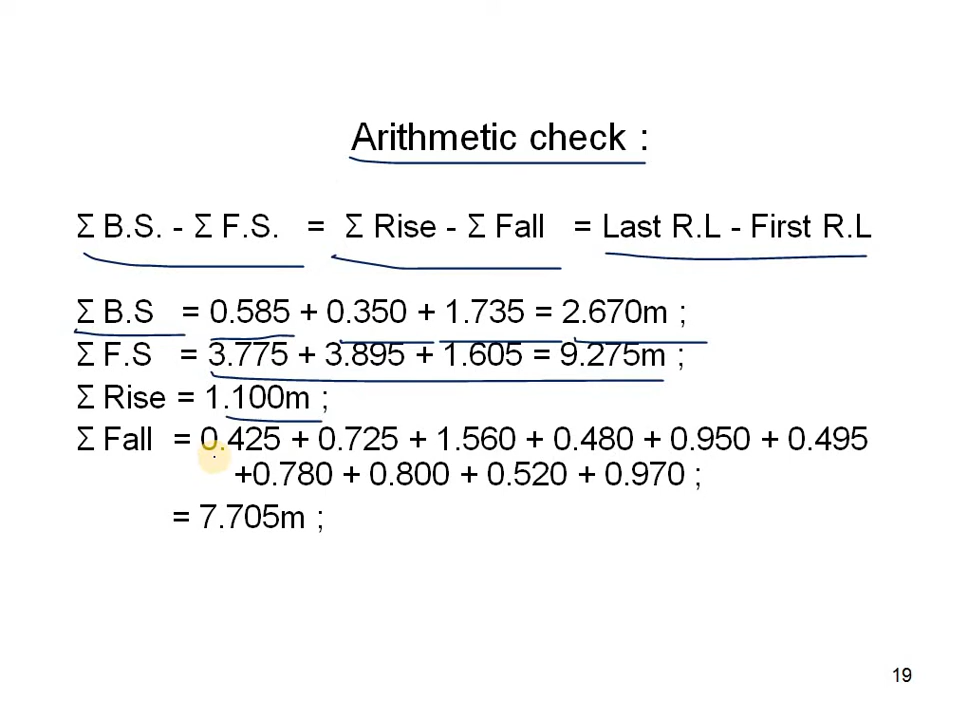 Arithmetic check :
Σ B.S. - Σ F.S. = Σ Rise - Σ Fall = Last R.L - First R.L
Σ B.S = 0.585 + 0.350 + 1.735 = 2.670m ;
Σ F.S = 3.775 + 3.895 + 1.605 = 9.275m ;
Σ Rise = 1.100m ;
Σ Fall = 0.425 + 0.725 + 1.560 + 0.480 + 0.950 + 0.495
+0.780 + 0.800 + 0.520 + 0.970 ;
= 7.705m ;
19